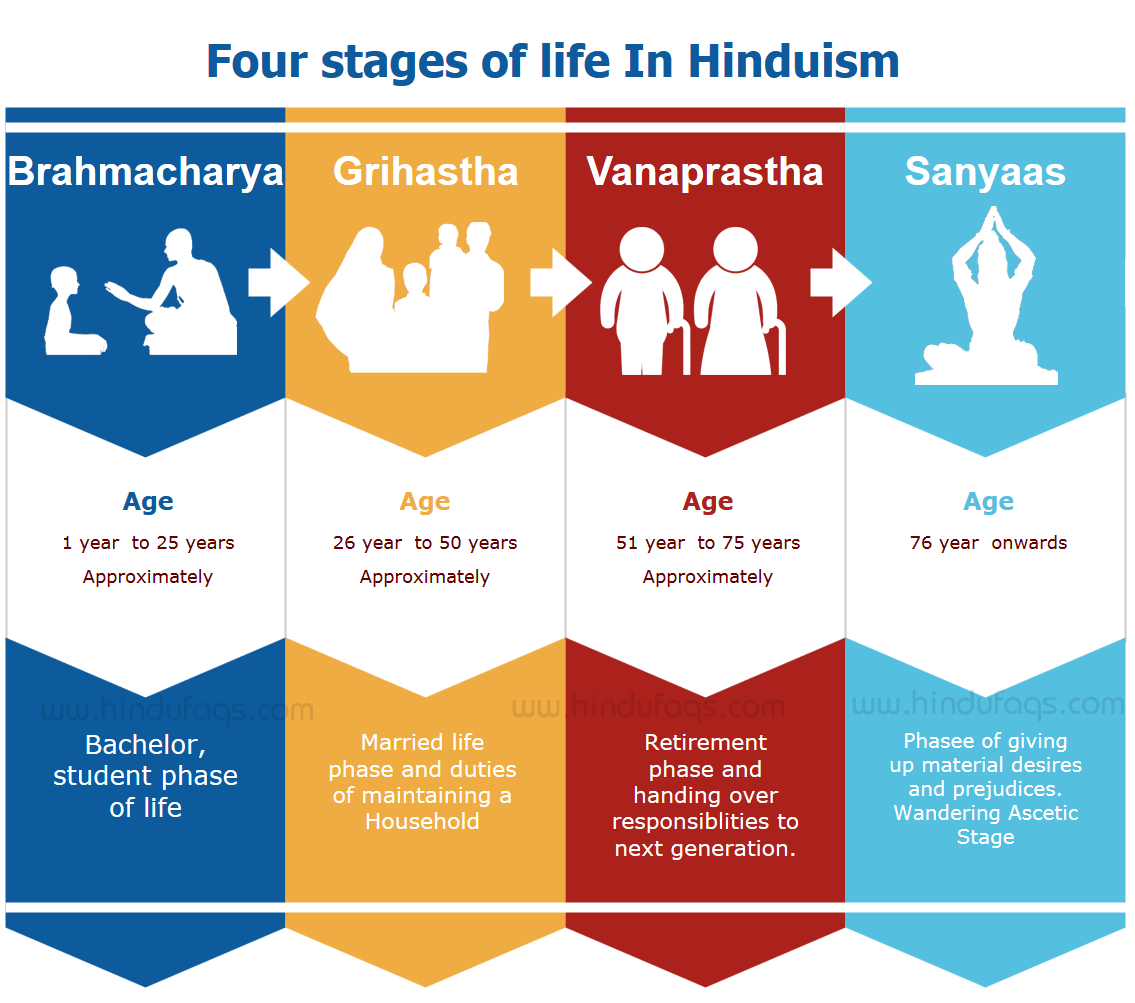 Four stages of life In Hinduism
Brahmacharya
Grihastha
Vanaprastha
Sanyaas
Age
1 year to 25 years
Approximately
Age
26 year to 50 years
Approximately
Age
51 year to 75 years
Approximately
Age
76 year onwards
www.hindufaqs.com
Bachelor,
student phase
of life
Married life
phase and duties
of maintaining a
Household
www.hindufaqs.com
Retirement
phase and
handing over
responsiblities to
next generation.
www.hindufaqs.com
Phasee of giving
up material desires
and prejudices.
Wandering Ascetic
Stage